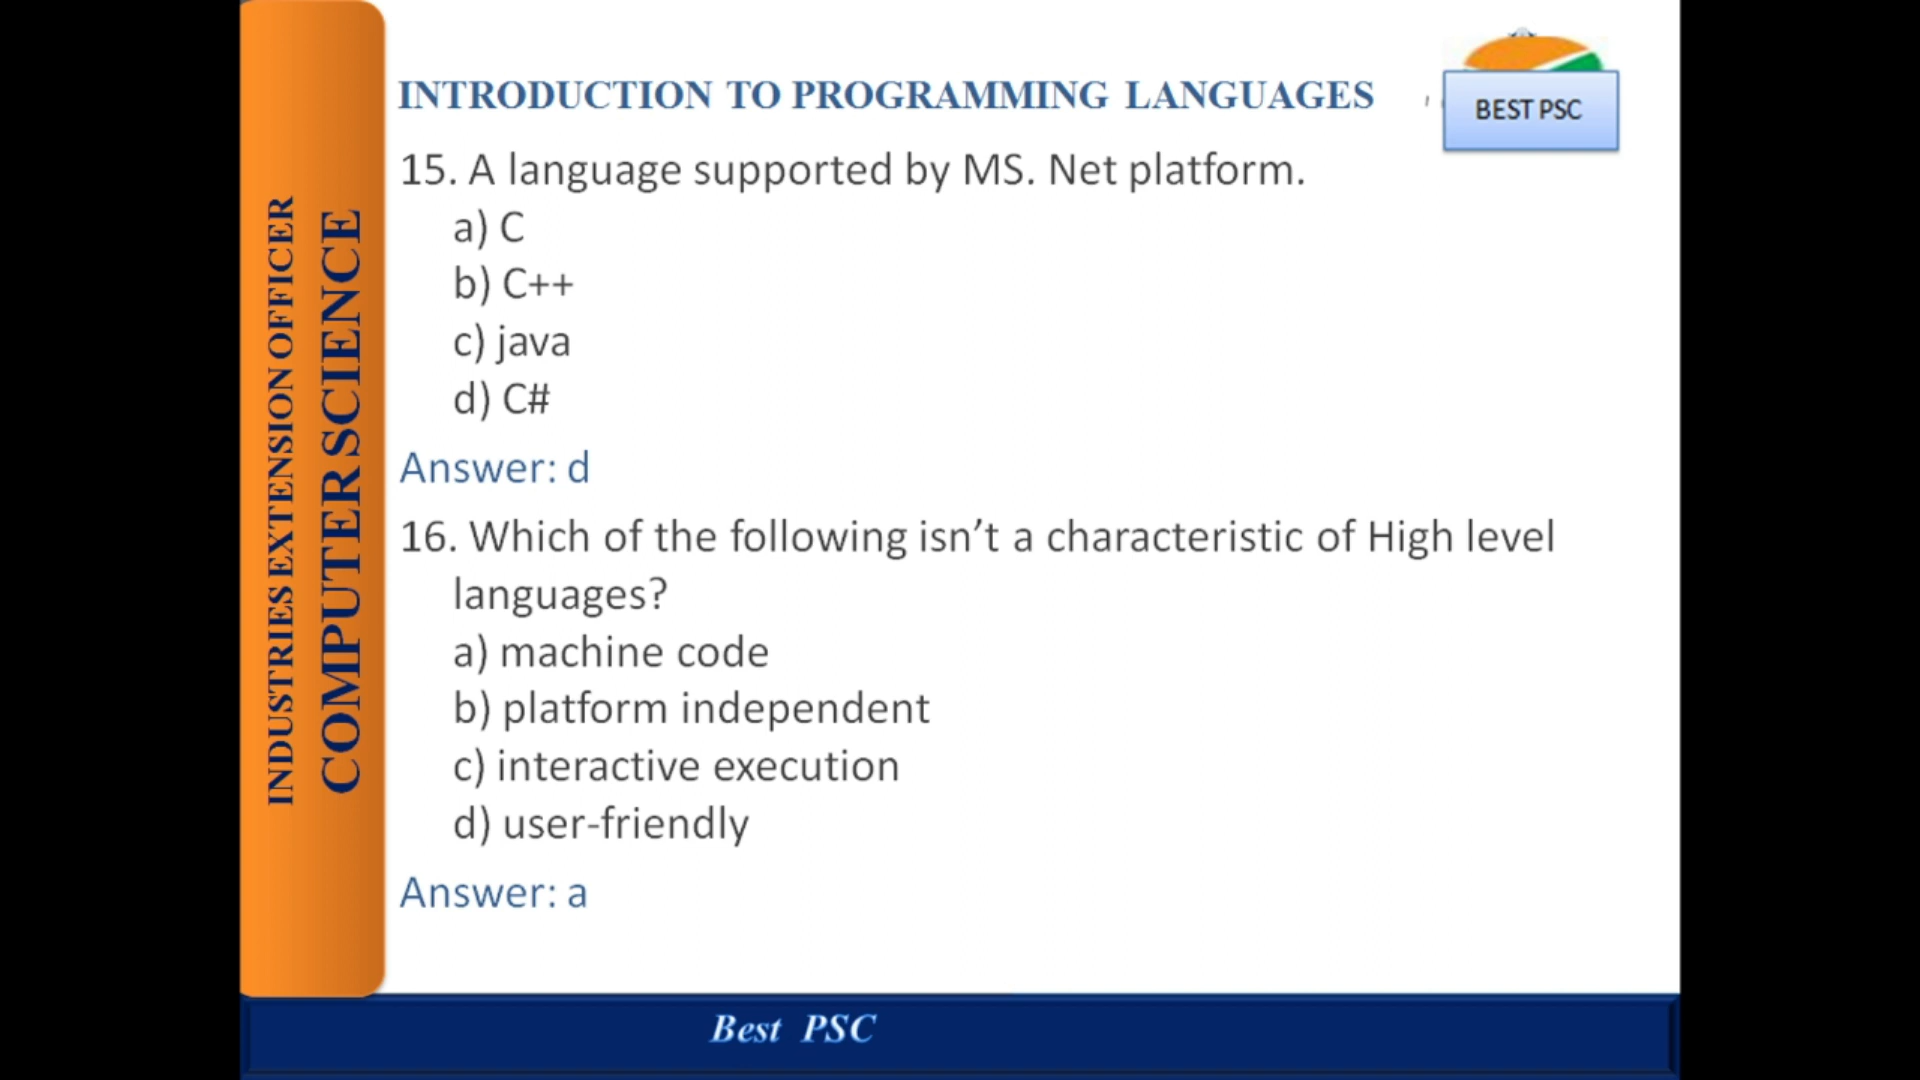 INDUSTRIES EXTENSION OFFICER
COMPUTER SCIENCE
INTRODUCTION TO PROGRAMMING LANGUAGES
BEST PSC
15. A language supported by MS. Net platform.
a) C
b) C++
c) java
d) C#
Answer: d
16. Which of the following isn’t a characteristic of High level
languages?
a) machine code
b) platform independent
c) interactive execution
d) user-friendly
Answer: a
Best PSC